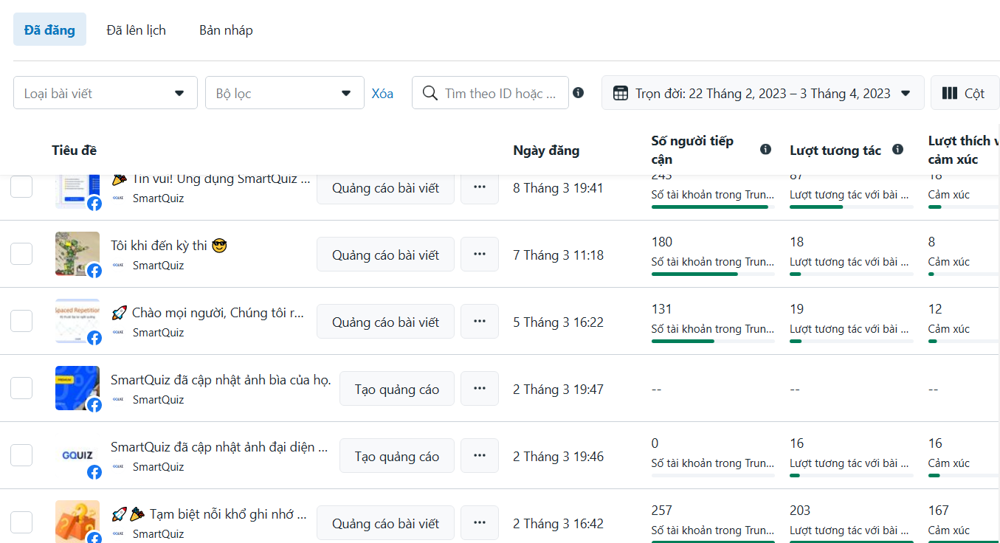 Đã đăng
Đã lên lịch
Bản nháp
Loại bài viết
Bộ lọc
Xóa
Tìm theo ID hoặc ...
Trọn đời: 22 Tháng 2, 2023 – 3 Tháng 4, 2023
Cột
Tiêu đề
Ngày đăng
Số người tiếp
cận
Lượt tương tác
Lượt thích v
cảm xúc
Tin vui! Ứng dụng SmartQuiz ...
SmartQuiz
Quảng cáo bài viết
8 Tháng 3 19:41
243
Số tài khoản trong Trun...
87
Lượt tương tác với bài ...
18
Cảm xúc
Tôi khi đến kỳ thi 😎
SmartQuiz
Quảng cáo bài viết
7 Tháng 3 11:18
180
Số tài khoản trong Trun...
18
Lượt tương tác với bài ...
8
Cảm xúc
Spaced Repetition
🚀 Chào mọi người, Chúng tôi r...
SmartQuiz
Quảng cáo bài viết
5 Tháng 3 16:22
131
Số tài khoản trong Trun...
19
Lượt tương tác với bài ...
12
Cảm xúc
PREMIUM
SmartQuiz đã cập nhật ảnh bìa của họ.
SmartQuiz
Tạo quảng cáo
2 Tháng 3 19:47
--
--
--
GQUIZ
SmartQuiz đã cập nhật ảnh đại diện ...
SmartQuiz
Tạo quảng cáo
2 Tháng 3 19:46
0
Số tài khoản trong Trun...
16
Lượt tương tác với bài ...
16
Cảm xúc
🚀 🎉 Tạm biệt nỗi khổ ghi nhớ ...
SmartQuiz
Quảng cáo bài viết
2 Tháng 3 16:42
257
Số tài khoản trong Trun...
203
Lượt tương tác với bài ...
167
Cảm xúc